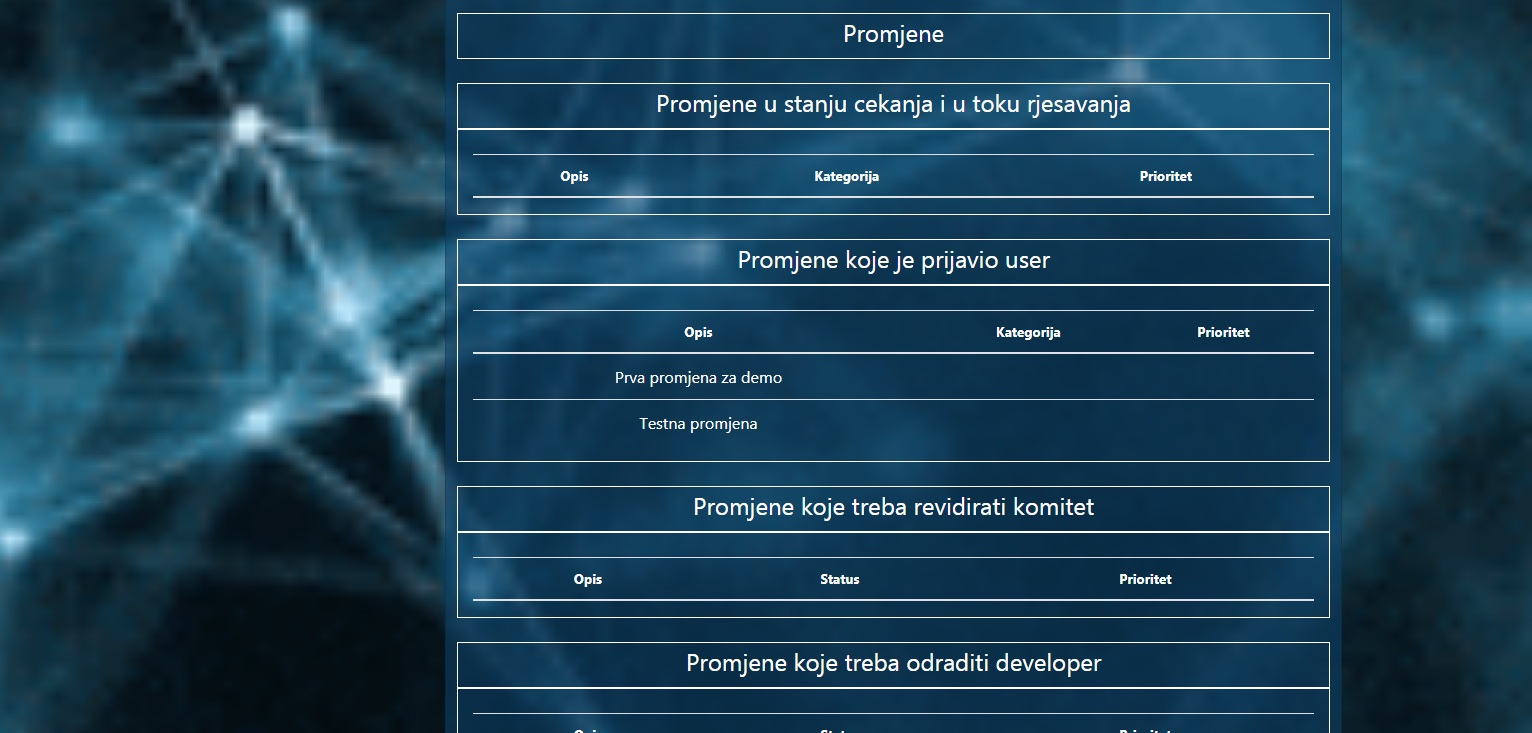 Promjene
Promjene u stanju cekanja i u toku rjesavanja
Opis Kategorija Prioritet
Promjene koje je prijavio user
Opis Kategorija Prioritet
Prva promjena za demo
Testna promjena
Promjene koje treba revidirati komitet
Opis Status Prioritet
Promjene koje treba odraditi developer